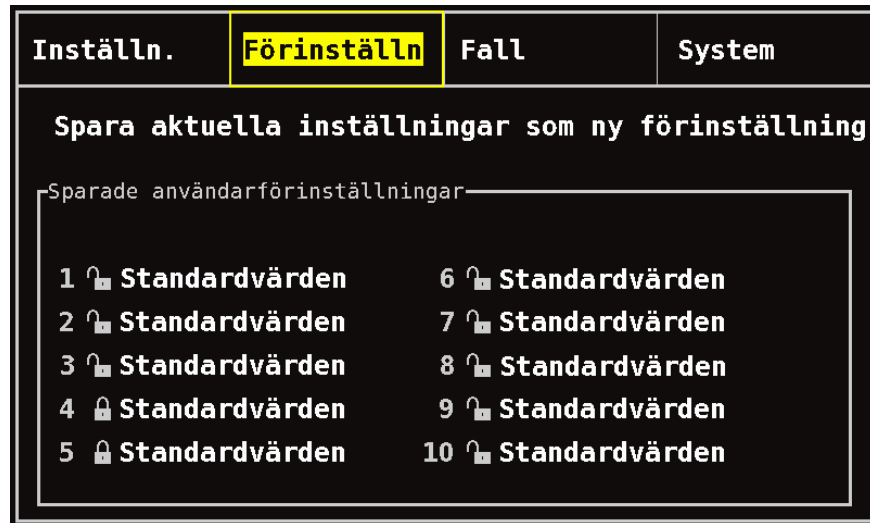 Inställn. Förinställn Fall System
Spara aktuella inställningar som ny förinställning
Sparade användarförinställningar
1 Standardvärden 6 Standardvärden
2 Standardvärden 7 Standardvärden
3 Standardvärden 8 Standardvärden
4 Standardvärden 9 Standardvärden
5 Standardvärden 10 Standardvärden